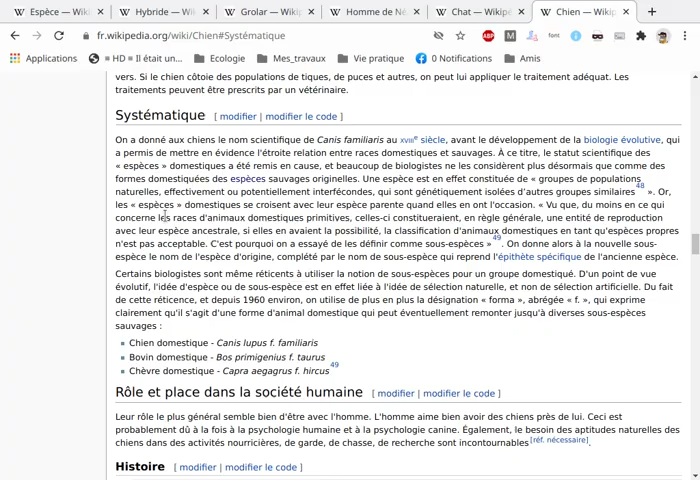 Espèce — Wiki
Hybride — Wiki
Grolar — Wikip
Homme de Né
Chat — Wikipé
Chien — Wikip
fr.wikipedia.org/wiki/Chien#Systématique
ABP
font
Applications
= HD = Il était un...
Ecologie
Mes_travaux
Vie pratique
0 Notifications
Amis
vers. Si le chien côtoie des populations de tiques, de puces et autres, on peut lui appliquer le traitement adéquat. Les
traitements peuvent être prescrits par un vétérinaire.
Systématique [ modifier | modifier le code ]
On a donné aux chiens le nom scientifique de Canis familiaris au XVIIIe siècle, avant le développement de la biologie évolutive, qui
a permis de mettre en évidence l'étroite relation entre races domestiques et sauvages. À ce titre, le statut scientifique des
« espèces » domestiques a été remis en cause, et beaucoup de biologistes ne les considèrent plus désormais que comme des
formes domestiquées des espèces sauvages originelles. Une espèce est en effet constituée de « groupes de populations
naturelles, effectivement ou potentiellement interfécondes, qui sont génétiquement isolées d'autres groupes similaires 48 ». Or,
les « espèces » domestiques se croisent avec leur espèce parente quand elles en ont l'occasion. « Vu que, du moins en ce qui
concerne les races d'animaux domestiques primitives, celles-ci constitueraient, en règle générale, une entité de reproduction
avec leur espèce ancestrale, si elles en avaient la possibilité, la classification d'animaux domestiques en tant qu'espèces propres
n'est pas acceptable. C'est pourquoi on a essayé de les définir comme sous-espèces » 49. On donne alors à la nouvelle sous-
espèce le nom de l'espèce d'origine, complété par le nom de sous-espèce qui reprend l'épithète spécifique de l'ancienne espèce.
Certains biologistes sont même réticents à utiliser la notion de sous-espèces pour un groupe domestiqué. D'un point de vue
évolutif, l'idée d'espèce ou de sous-espèce est en effet liée à l'idée de sélection naturelle, et non de sélection artificielle. Du fait
de cette réticence, et depuis 1960 environ, on utilise de plus en plus la désignation « forma », abrégée « f. », qui exprime
clairement qu'il s'agit d'une forme d'animal domestique qui peut éventuellement remonter jusqu'à diverses sous-espèces
sauvages :
Chien domestique - Canis lupus f. familiaris
Bovin domestique - Bos primigenius f. taurus
Chèvre domestique - Capra aegagrus f. hircus 49
Rôle et place dans la société humaine [ modifier | modifier le code ]
Leur rôle le plus général semble bien d'être avec l'homme. L'homme aime bien avoir des chiens près de lui. Ceci est
probablement dû à la fois à la psychologie humaine et à la psychologie canine. Également, le besoin des aptitudes naturelles des
chiens dans des activités nourricières, de garde, de chasse, de recherche sont incontournables [réf. nécessaire].
Histoire [ modifier | modifier le code ]